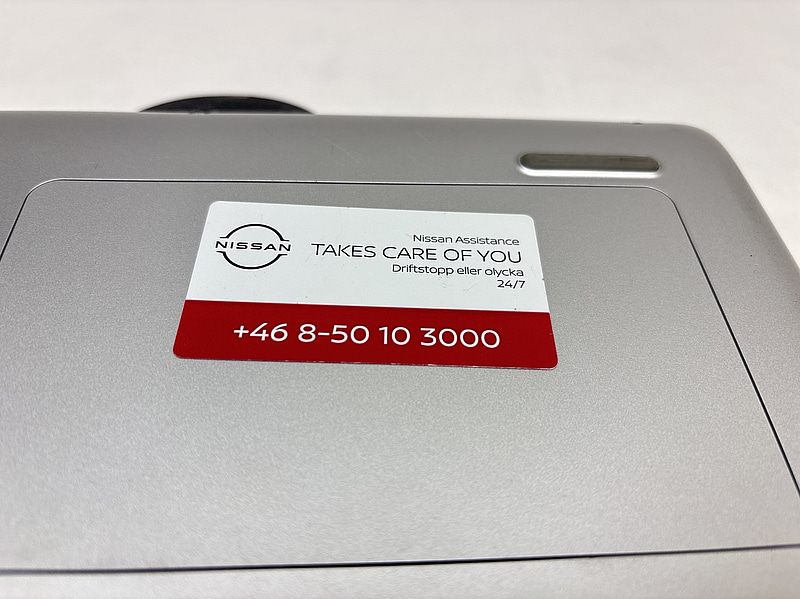 NISSAN
Nissan Assistance
TAKES CARE OF YOU
Driftstopp eller olycka
24/7
+46 8-50 10 3000